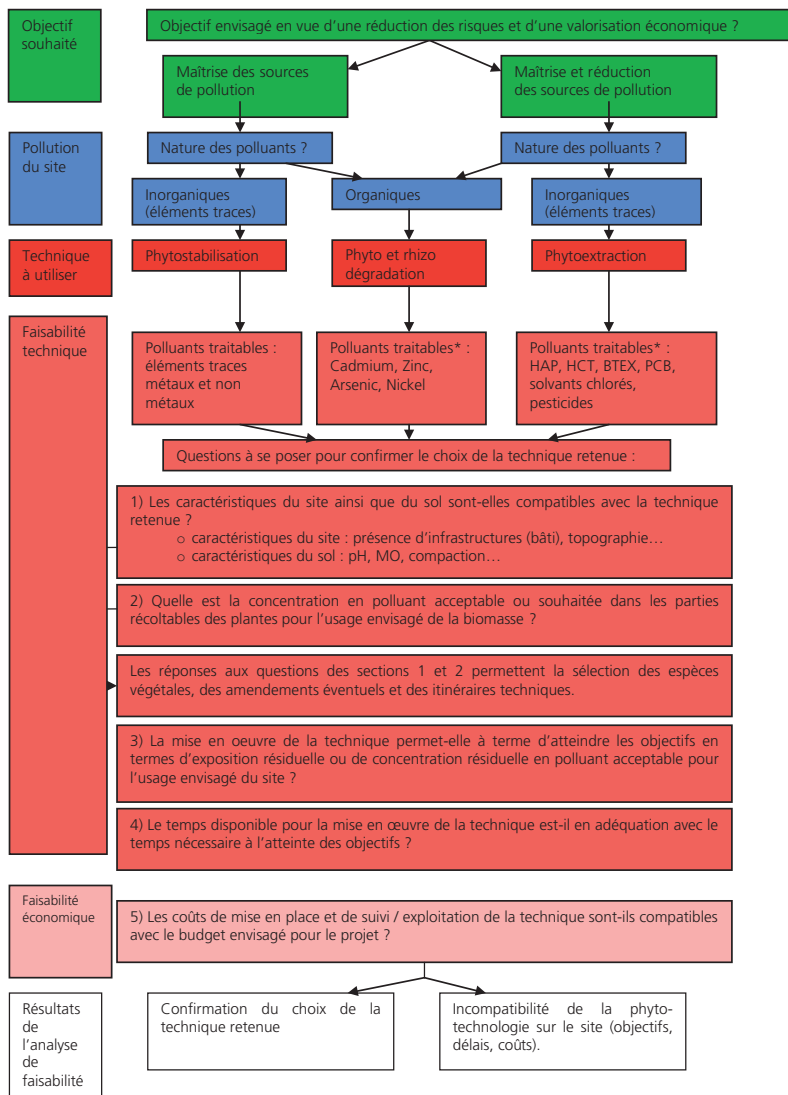 Objectif
souhaité
Objectif envisagé en vue d'une réduction des risques et d'une valorisation économique ?
Maîtrise des sources
de pollution
Maîtrise et réduction
des sources de pollution
Pollution
du site
Nature des polluants ?
Nature des polluants ?
Inorganiques
(éléments traces)
Organiques
Inorganiques
(éléments traces)
Technique
à utiliser
Phytostabilisation
Phyto et rhizo
dégradation
Phytoextraction
Faisabilité
technique
Polluants traitables :
éléments traces
métaux et non
métaux
Polluants traitables* :
Cadmium, Zinc,
Arsenic, Nickel
Polluants traitables* :
HAP, HCT, BTEX, PCB,
solvants chlorés,
pesticides
Questions à se poser pour confirmer le choix de la technique retenue :
1) Les caractéristiques du site ainsi que du sol sont-elles compatibles avec la technique
retenue ?
o caractéristiques du site : présence d'infrastructures (bâti), topographie…
o caractéristiques du sol : pH, MO, compaction…
2) Quelle est la concentration en polluant acceptable ou souhaitée dans les parties
récoltables des plantes pour l'usage envisagé de la biomasse ?
Les réponses aux questions des sections 1 et 2 permettent la sélection des espèces
végétales, des amendements éventuels et des itinéraires techniques.
3) La mise en oeuvre de la technique permet-elle à terme d'atteindre les objectifs en
termes d'exposition résiduelle ou de concentration résiduelle en polluant acceptable pour
l'usage envisagé du site ?
4) Le temps disponible pour la mise en œuvre de la technique est-il en adéquation avec le
temps nécessaire à l'atteinte des objectifs ?
Faisabilité
économique
5) Les coûts de mise en place et de suivi / exploitation de la technique sont-ils compatibles
avec le budget envisagé pour le projet ?
Résultats
de
l'analyse
de
faisabilité
Confirmation du choix de la
technique retenue
Incompatibilité de la phyto-
technologie sur le site (objectifs,
délais, coûts).